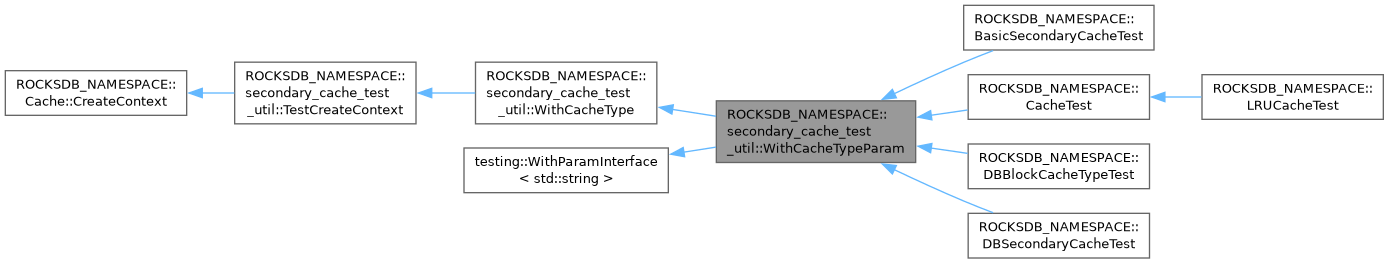 ROCKSDB_NAMESPACE::
Cache::CreateContext
ROCKSDB_NAMESPACE::
secondary_cache_test
_util::TestCreateContext
ROCKSDB_NAMESPACE::
secondary_cache_test
_util::WithCacheType
testing::WithParamInterface
< std::string >
ROCKSDB_NAMESPACE::
secondary_cache_test
_util::WithCacheTypeParam
ROCKSDB_NAMESPACE::
BasicSecondaryCacheTest
ROCKSDB_NAMESPACE::
CacheTest
ROCKSDB_NAMESPACE::
LRUCacheTest
ROCKSDB_NAMESPACE::
DBBlockCacheTypeTest
ROCKSDB_NAMESPACE::
DBSecondaryCacheTest